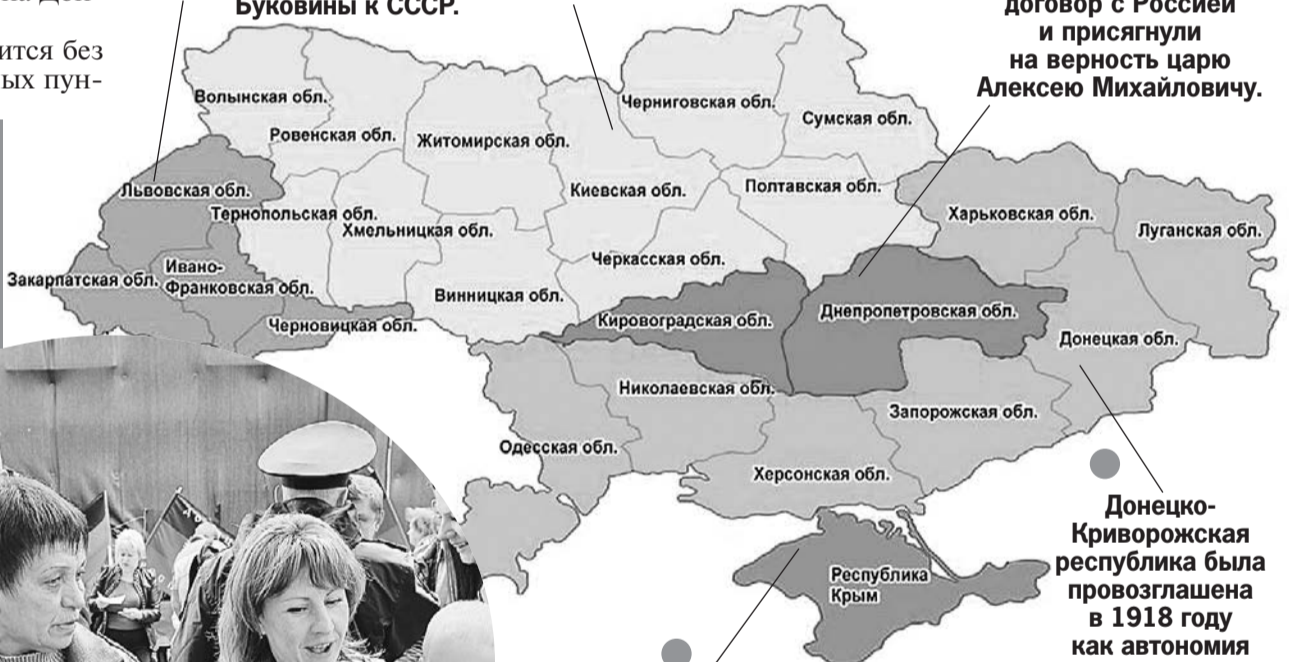 на Дон-
ится без
ых пун-
Буковины к СССР.
договор с Россией
и присягнули
на верность царю
Алексею Михайловичу.
Волынская обл.
Ровенская обл.
Житомирская обл.
Черниговская обл.
Сумская обл.
Львовская обл.
Тернопольская обл.
Хмельницкая обл.
Киевская обл.
Полтавская обл.
Харьковская обл.
Луганская обл.
Закарпатская обл.
Ивано-
Франковская обл.
Черновицкая обл.
Винницкая обл.
Черкасская обл.
Кировоградская обл.
Днепропетровская обл.
Донецкая обл.
Николаевская обл.
Запорожская обл.
Одесская обл.
Херсонская обл.
Республика
Крым
Донецко-
Криворожская
республика была
провозглашена
в 1918 году
как автономия